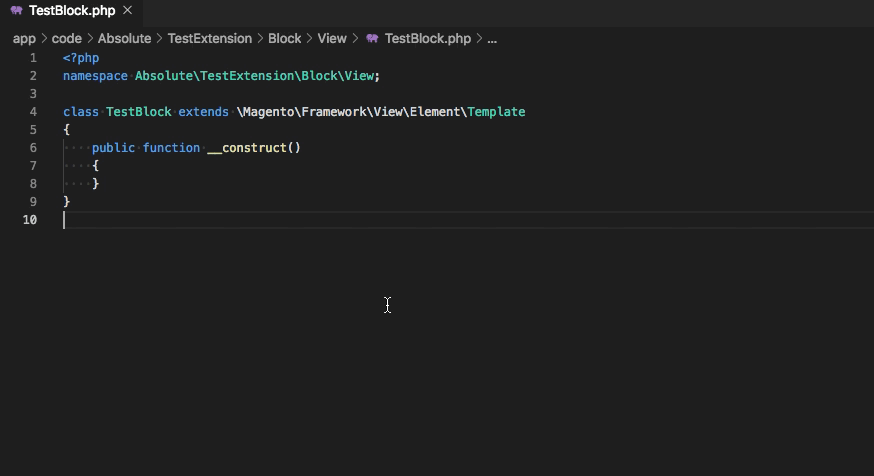 TestBlock.php
app > code > Absolute > TestExtension > Block > View > TestBlock.php > ...
1 <?php
2 namespace Absolute\TestExtension\Block\View;
3
4 class TestBlock extends \Magento\Framework\View\Element\Template
5 {
6     public function __construct()
7     {
8     }
9 }
10